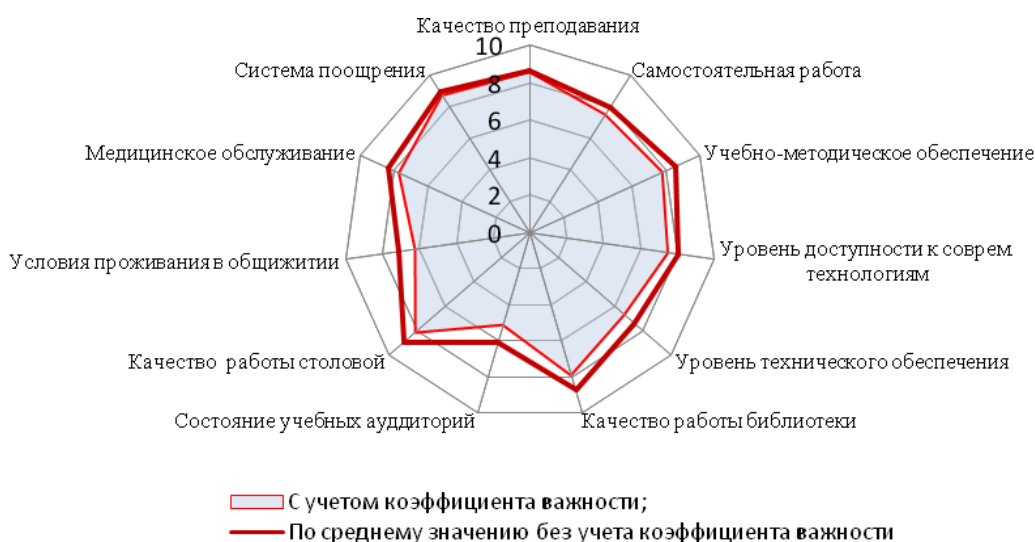 Качество преподавания
10
8
6
4
2
0
Самостоятельная работа
Учебно-методическое обеспечение
Уровень доступности к соврем
технологиям
Уровень технического обеспечения
Качество работы библиотеки
Состояние учебных ауддиторий
Качество работы столовой
Условия проживания в общижитии
Медицинское обслуживание
Система поощрения
С учетом коэффициента важности;
По среднему значению без учета коэффициента важности